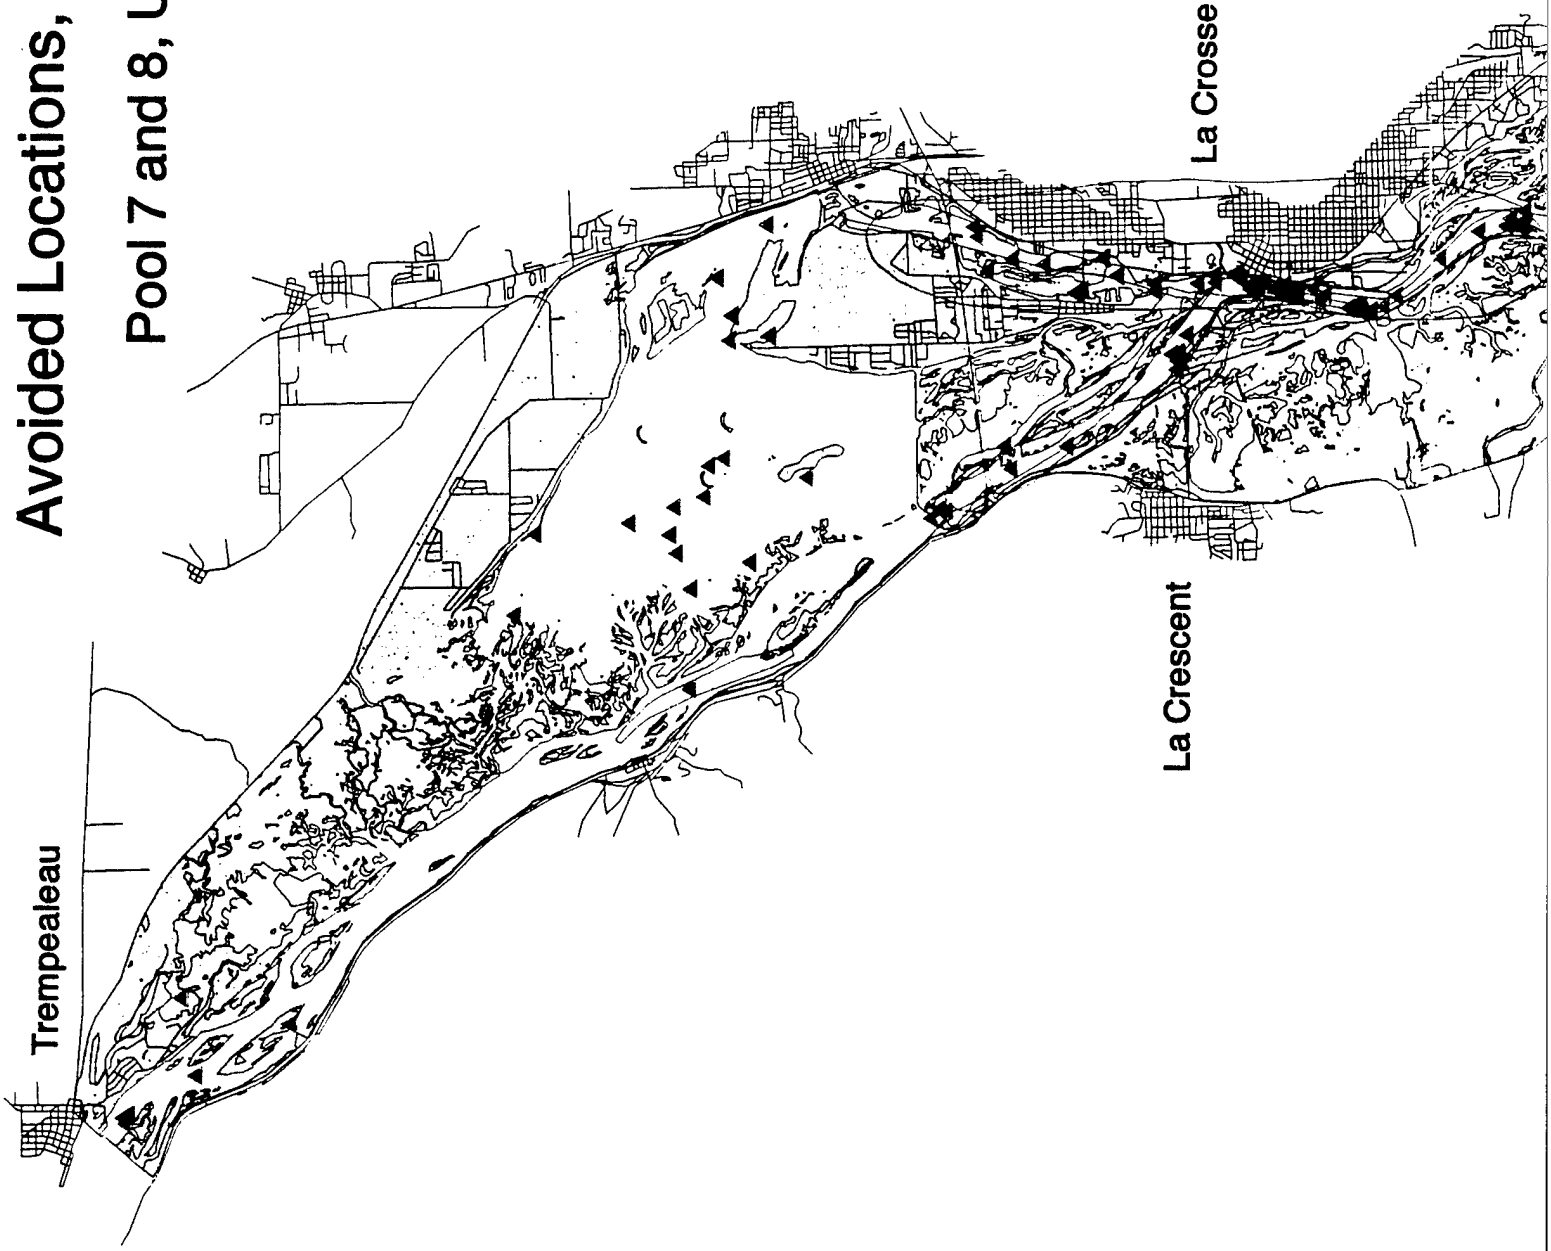 Avoided Locations,
Pool 7 and 8, U
Trempealeau
La Crescent
La Crosse